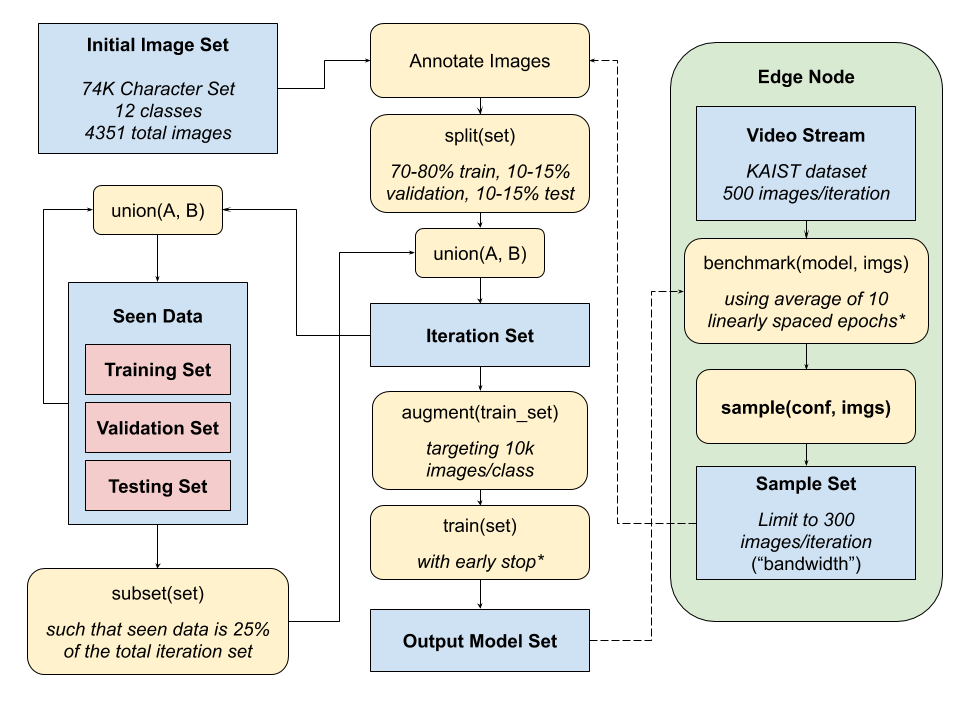 Initial Image Set
74K Character Set
12 classes
4351 total images
Annotate Images
split(set)
70-80% train, 10-15%
validation, 10-15% test
union(A, B)
Iteration Set
augment(train_set)
targeting 10k
images/class
train(set)
with early stop*
Output Model Set
union(A, B)
Seen Data
Training Set
Validation Set
Testing Set
subset(set)
such that seen data is 25%
of the total iteration set
Edge Node
Video Stream
KAIST dataset
500 images/iteration
benchmark(model, imgs)
using average of 10
linearly spaced epochs*
sample(conf, imgs)
Sample Set
Limit to 300
images/iteration
(“bandwidth”)